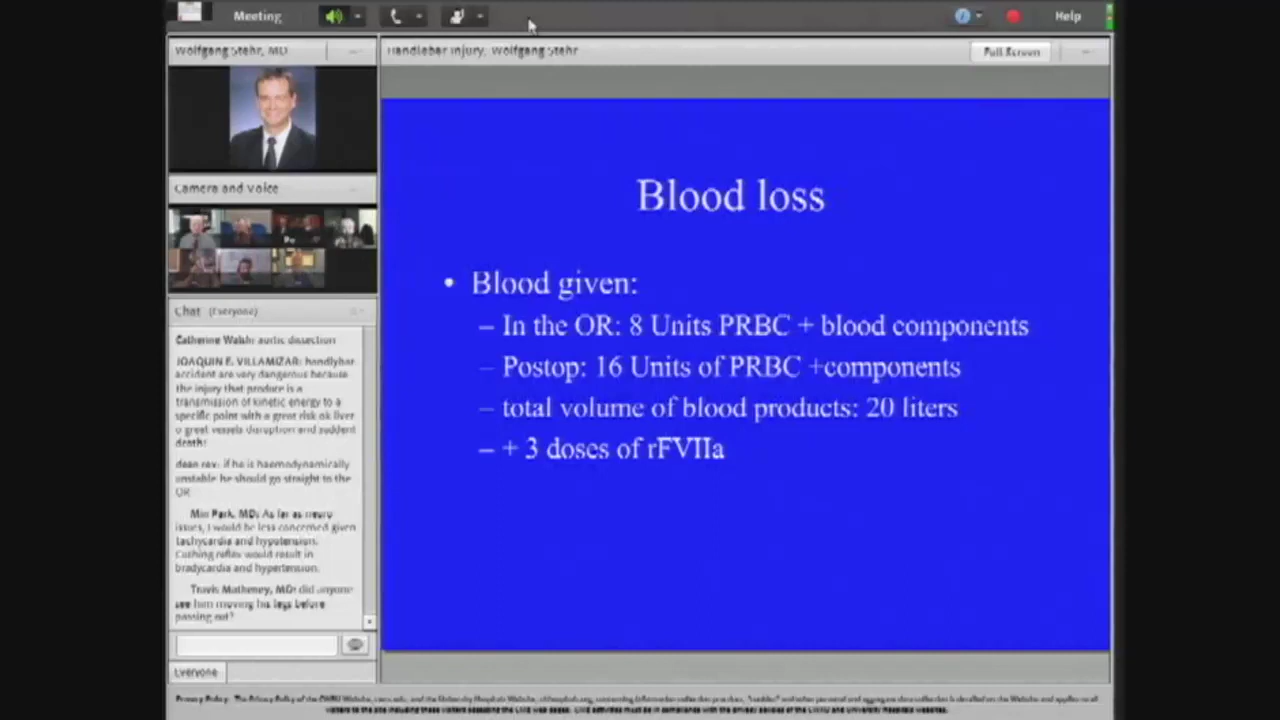 Meeting
Help
Wolfgang Stehr, MD
Handlebar Injury, Wolfgang Stehr
Full Screen
Camera and Voice
Chat (Everyone)
Catherine Walsh: aortic dissection
JOAQUIN E. VILLAMIZAR: handlybar
accident are very dangerous because
the injury that produce is a
transmission of kinetic energy to a
specific point with a great risk ok liver
o great vessels disruption and suddent
death!
dean rex: if he is haemodynamically
unstable he should go straight to the
OR
Min Park, MD: As far as neuro
issues, I would be less concerned given
tachycardia and hypotension.
Cushing reflex would result in
bradycardia and hypertension.
Travis Matheney, MD: did anyone
see him moving his legs before
passing out?
Everyone
Blood loss
• Blood given:
– In the OR: 8 Units PRBC + blood components
– Postop: 16 Units of PRBC +components
– total volume of blood products: 20 liters
– + 3 doses of rFVIIa